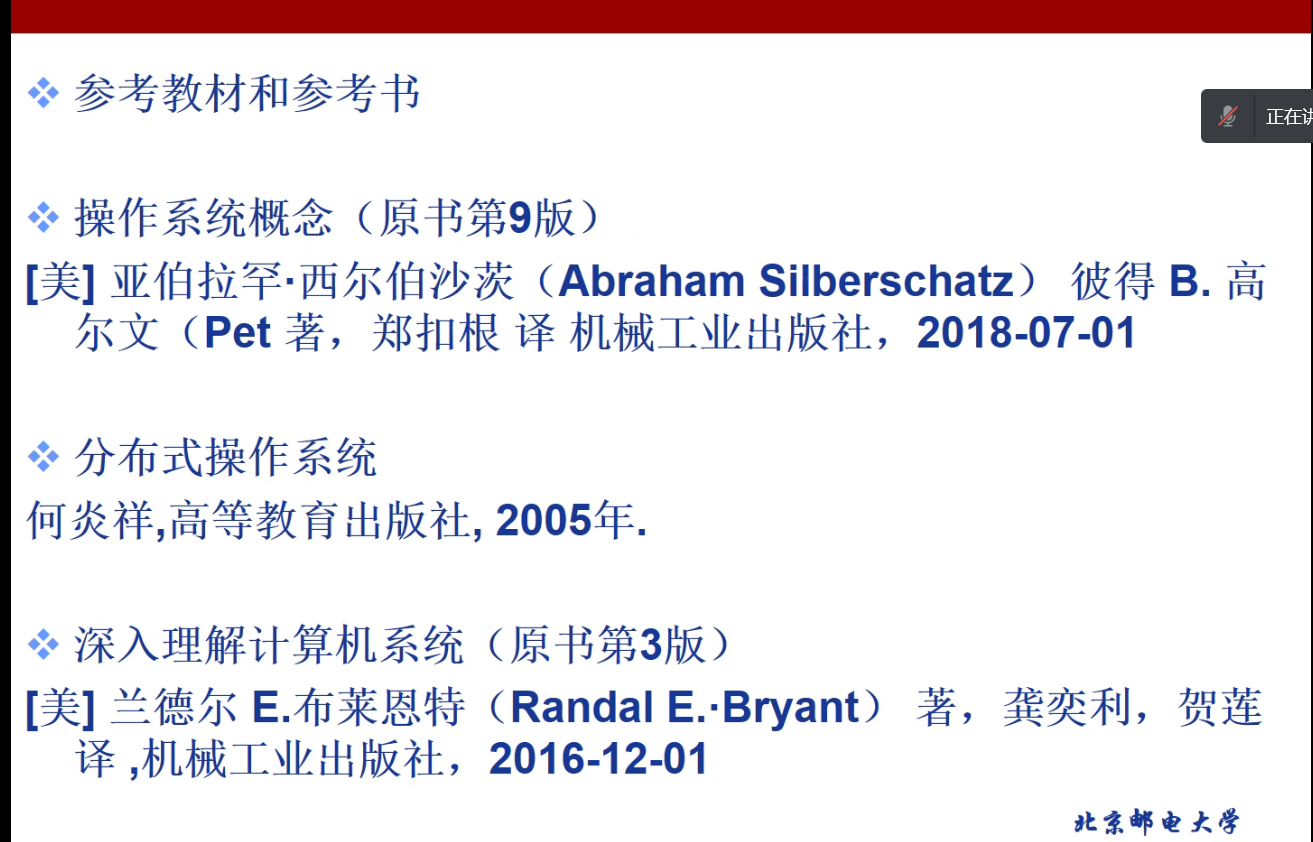 参考教材和参考书
正在讲
操作系统概念（原书第9版）
[美] 亚伯拉罕·西尔伯沙茨（Abraham Silberschatz） 彼得 B. 高
尔文（Pet 著，郑扣根 译 机械工业出版社，2018-07-01
分布式操作系统
何炎祥,高等教育出版社, 2005年.
深入理解计算机系统（原书第3版）
[美] 兰德尔 E.布莱恩特（Randal E.·Bryant） 著，龚奕利，贺莲
译 ,机械工业出版社，2016-12-01
北京邮电大学